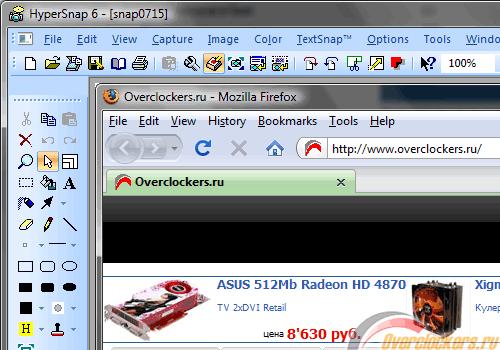 HyperSnap 6 - [snap0715]
File Edit View Capture Image Color TextSnap™ Options Tools
100%
Overclockers.ru - Mozilla Firefox
File Edit View History Bookmarks Tools Help
http://www.overclockers.ru/
Overclockers.ru
ASUS 512Mb Radeon HD 4870
TV 2xDVI Retail
цена 8'630 руб.
Xigm
Кулер
A
H
Overclockers.ru